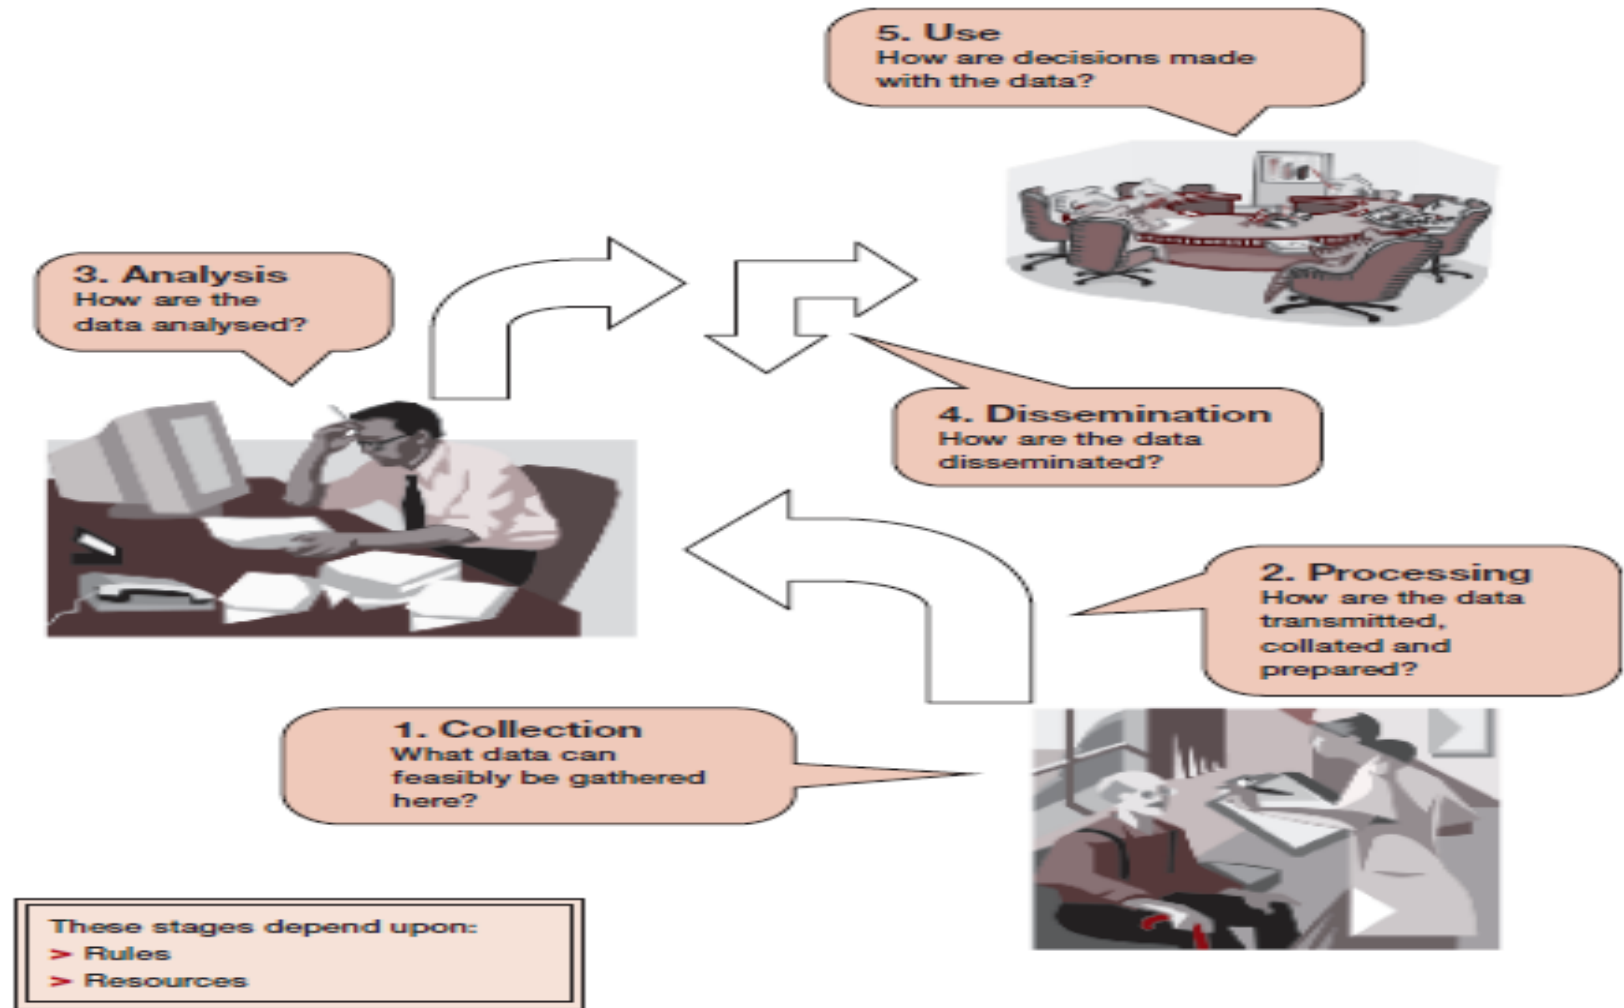 5. Use
How are decisions made
with the data?
3. Analysis
How are the
data analysed?
4. Dissemination
How are the data
disseminated?
2. Processing
How are the data
transmitted,
collated and
prepared?
1. Collection
What data can
feasibly be gathered
here?
These stages depend upon:
> Rules
> Resources